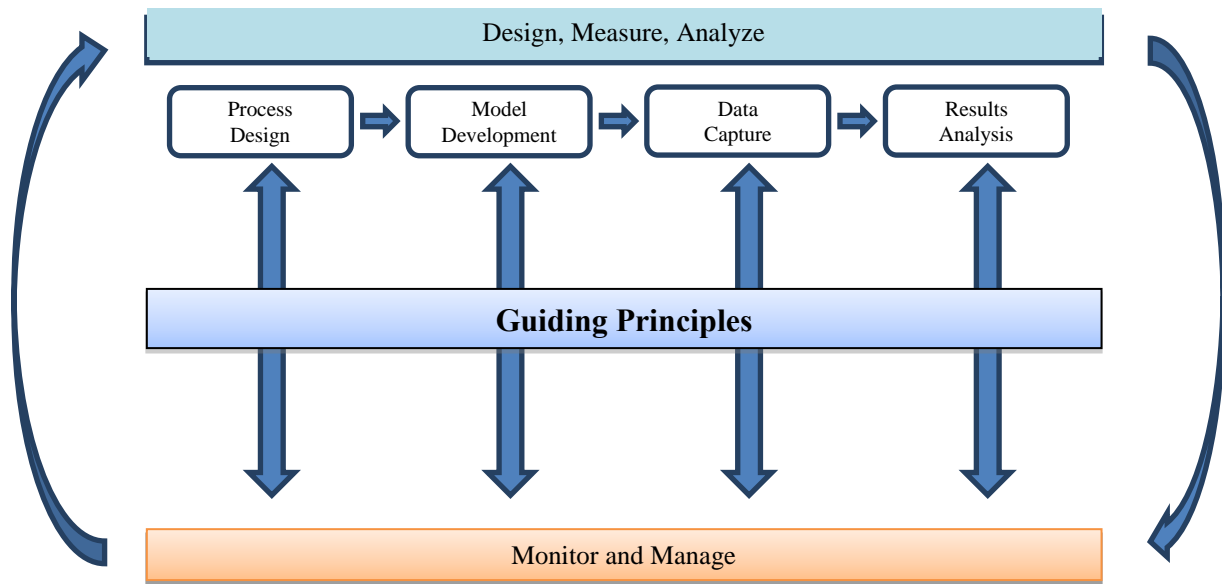 Design, Measure, Analyze
Process
Design
Model
Development
Data
Capture
Results
Analysis
Guiding Principles
Monitor and Manage